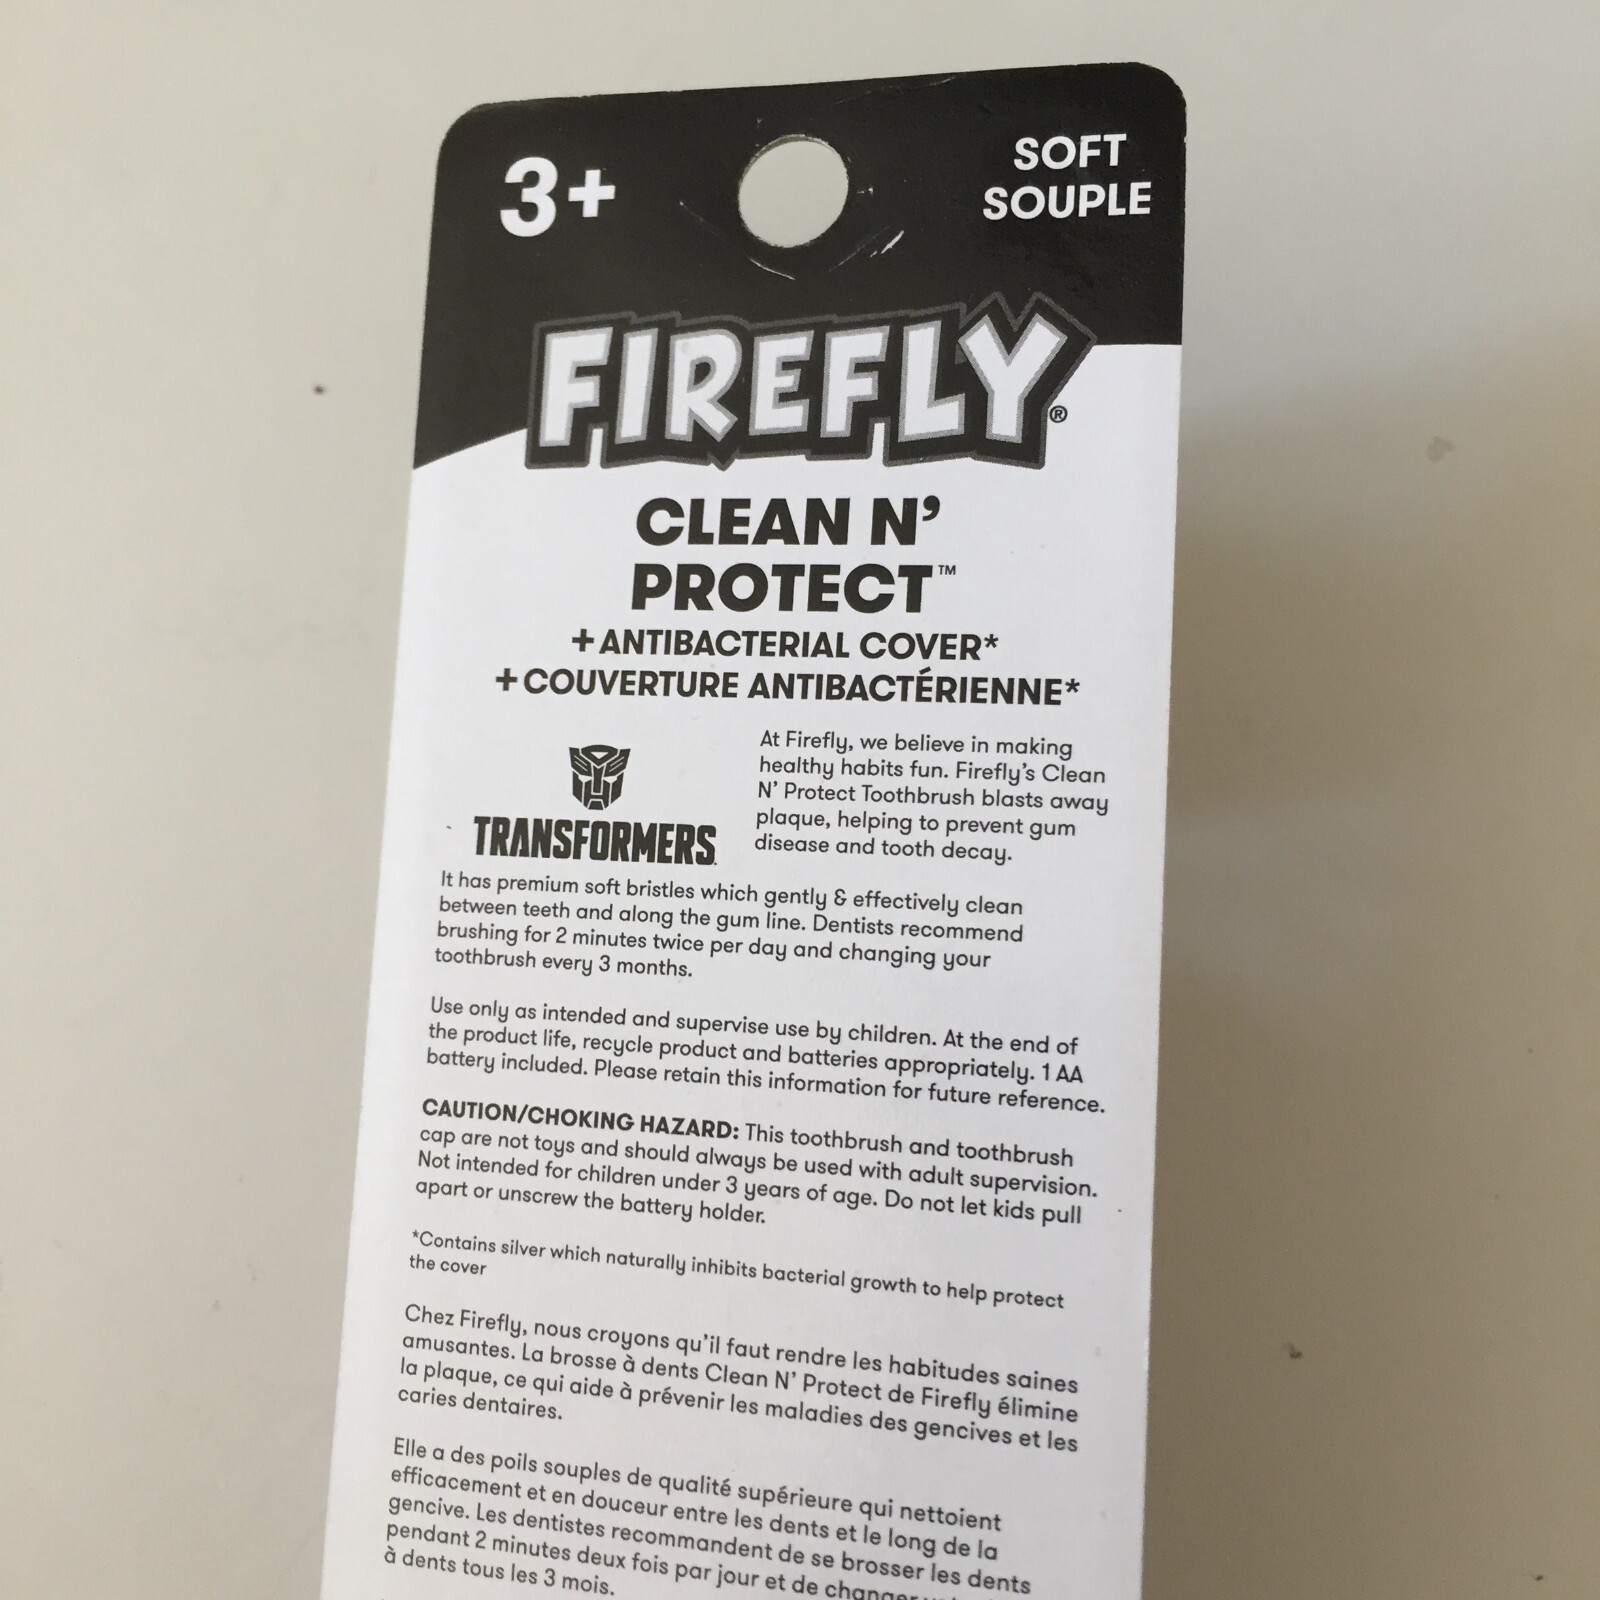 3+
SOFT
SOUPLE
FIREFLY®
CLEAN N'
PROTECT™
+ANTIBACTERIAL COVER*
+COUVERTURE ANTIBACTÉRIENNE*
TRANSFORMERS
At Firefly, we believe in making
healthy habits fun. Firefly's Clean
N' Protect Toothbrush blasts away
plaque, helping to prevent gum
disease and tooth decay.
It has premium soft bristles which gently & effectively clean
between teeth and along the gum line. Dentists recommend
brushing for 2 minutes twice per day and changing your
toothbrush every 3 months.
Use only as intended and supervise use by children. At the end of
the product life, recycle product and batteries appropriately. 1 AA
battery included. Please retain this information for future reference.
CAUTION/CHOKING HAZARD: This toothbrush and toothbrush
cap are not toys and should always be used with adult supervision.
Not intended for children under 3 years of age. Do not let kids pull
apart or unscrew the battery holder.
*Contains silver which naturally inhibits bacterial growth to help protect
the cover
Chez Firefly, nous croyons qu'il faut rendre les habitudes saines
amusantes. La brosse à dents Clean N' Protect de Firefly élimine
la plaque, ce qui aide à prévenir les maladies des gencives et les
caries dentaires.
Elle a des poils souples de qualité supérieure qui nettoient
efficacement et en douceur entre les dents et le long de la
gencive. Les dentistes recommandent de se brosser les dents
pendant 2 minutes deux fois par jour et de changer
à dents tous les 3 mois.